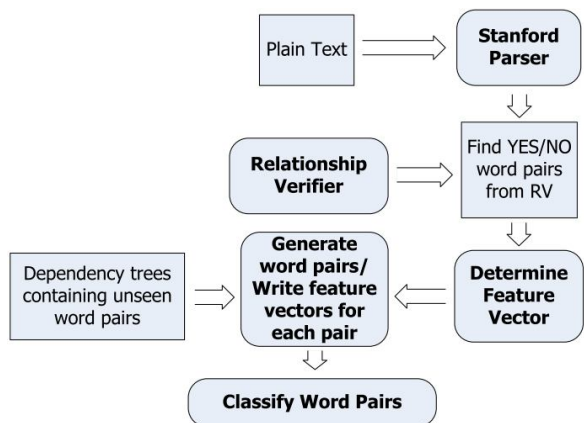 Plain Text
Stanford
Parser
Relationship
Verifier
Find YES/NO
word pairs
from RV
Dependency trees
containing unseen
word pairs
Generate
word pairs/
Write feature
vectors for
each pair
Determine
Feature
Vector
Classify Word Pairs